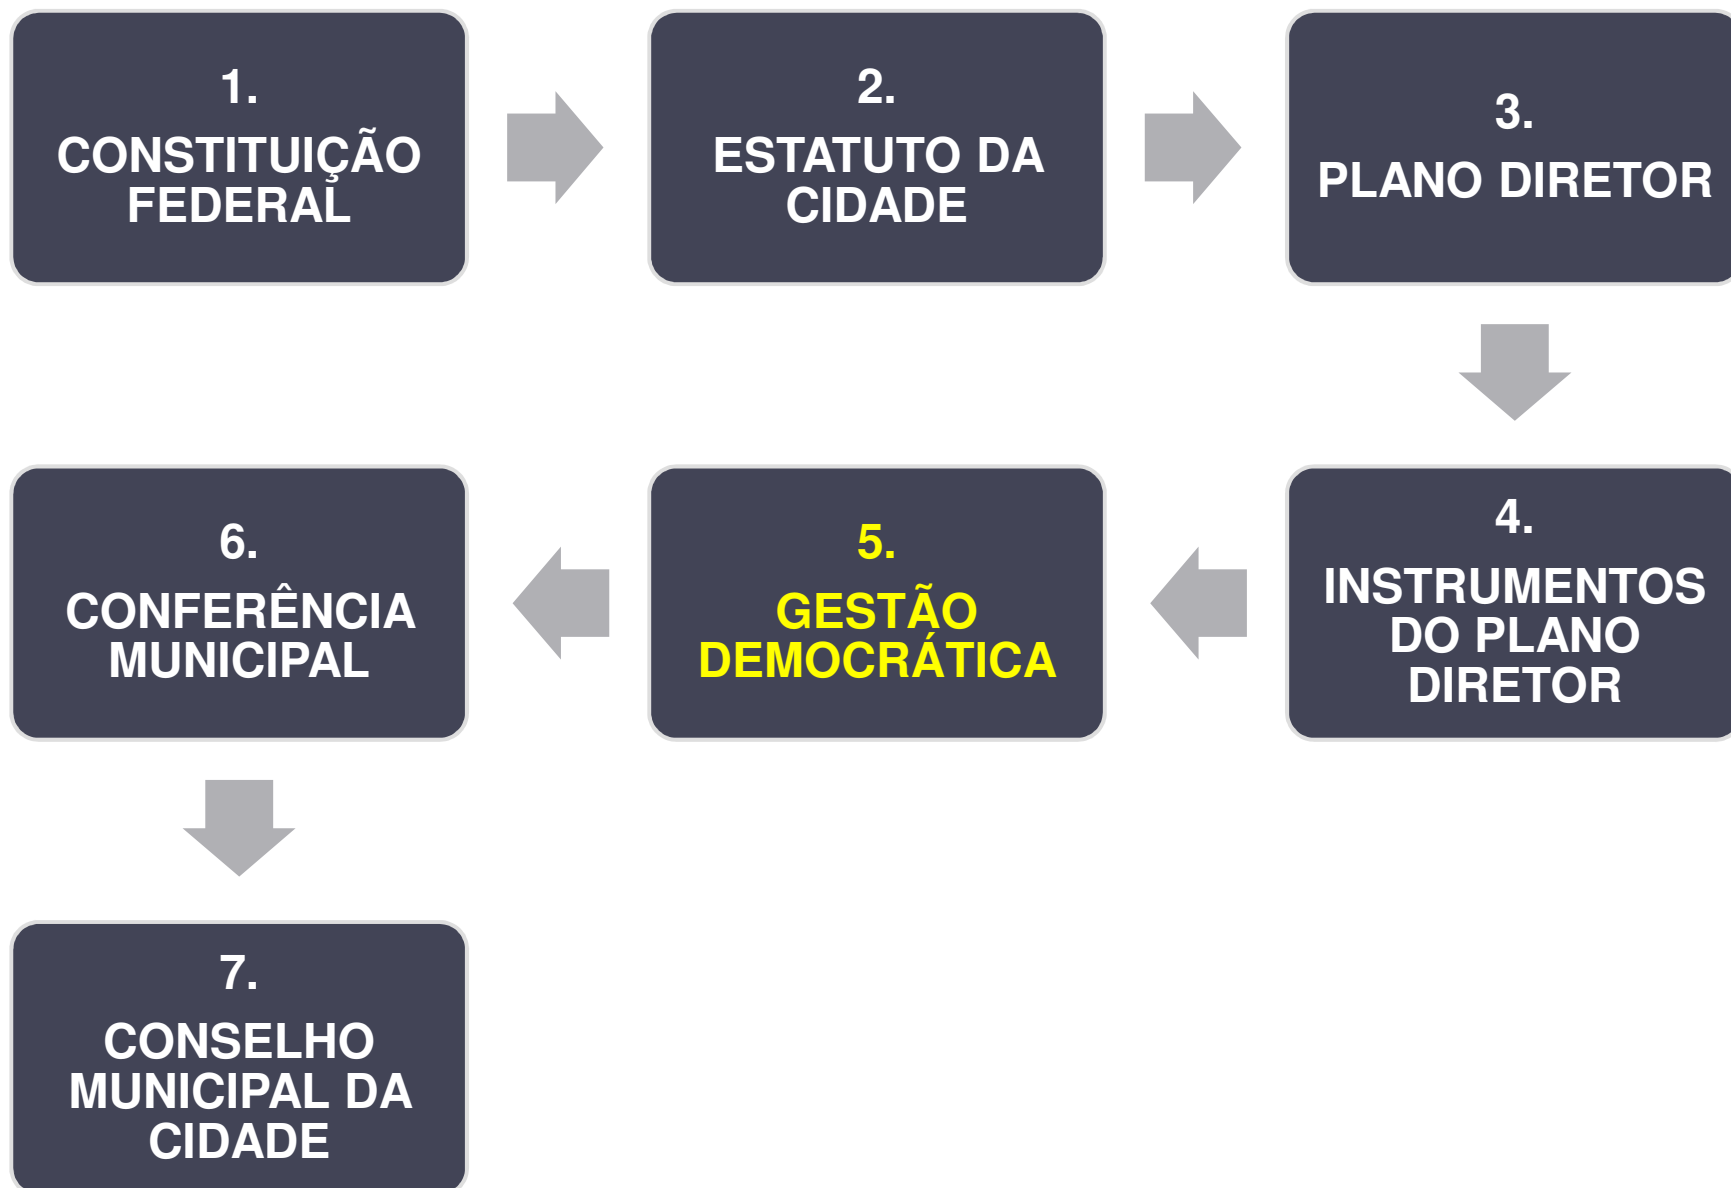 1.
CONSTITUIÇÃO
FEDERAL
2.
ESTATUTO DA
CIDADE
3.
PLANO DIRETOR
4.
INSTRUMENTOS
DO PLANO
DIRETOR
5.
GESTÃO
DEMOCRÁTICA
6.
CONFERÊNCIA
MUNICIPAL
7.
CONSELHO
MUNICIPAL DA
CIDADE